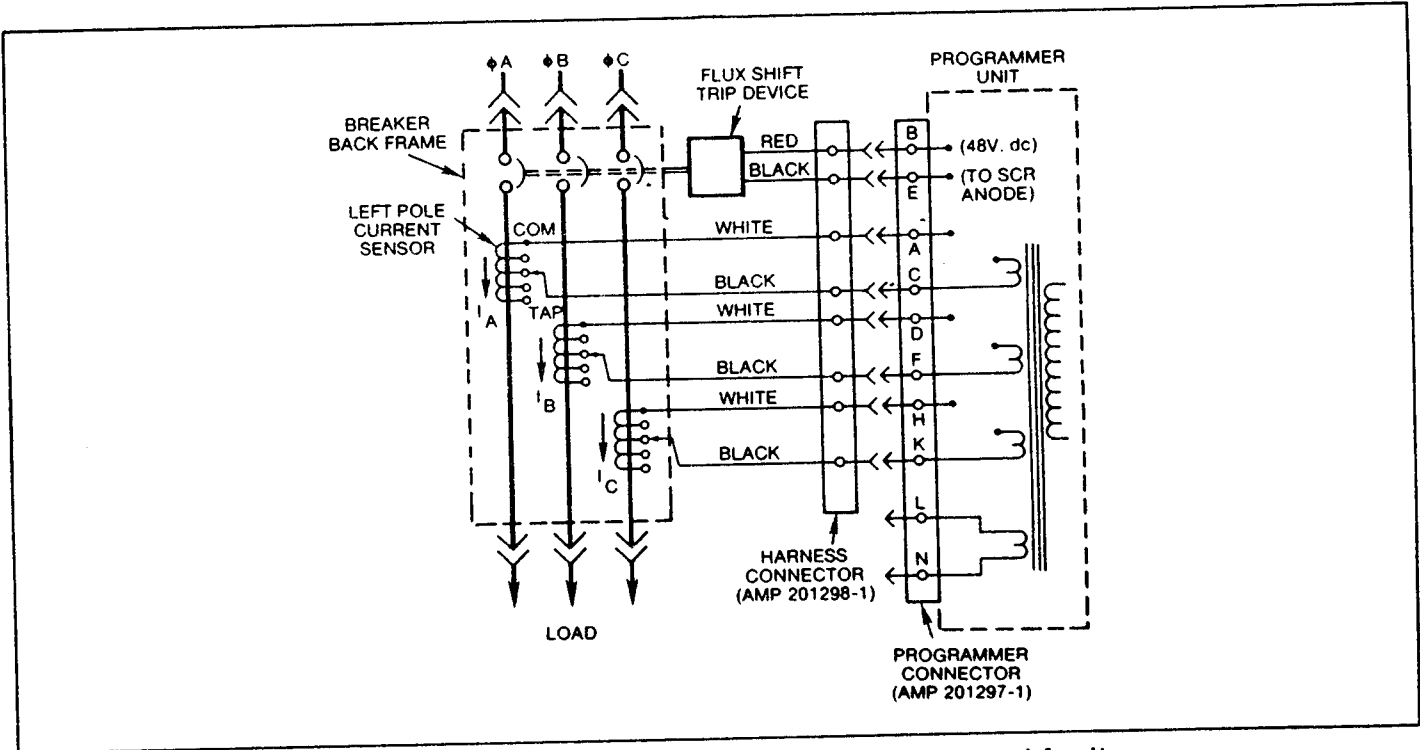 ϕA ϕB ϕC
FLUX SHIFT
TRIP DEVICE
PROGRAMMER
UNIT
BREAKER
BACK FRAME
RED
B
(48V. dc)
BLACK
E
(TO SCR
ANODE)
LEFT POLE
CURRENT
SENSOR
COM
WHITE
A
BLACK
C
I A
TAP
WHITE
D
BLACK
F
I B
WHITE
H
BLACK
K
I C
L
N
HARNESS
CONNECTOR
(AMP 201298-1)
LOAD
PROGRAMMER
CONNECTOR
(AMP 201297-1)